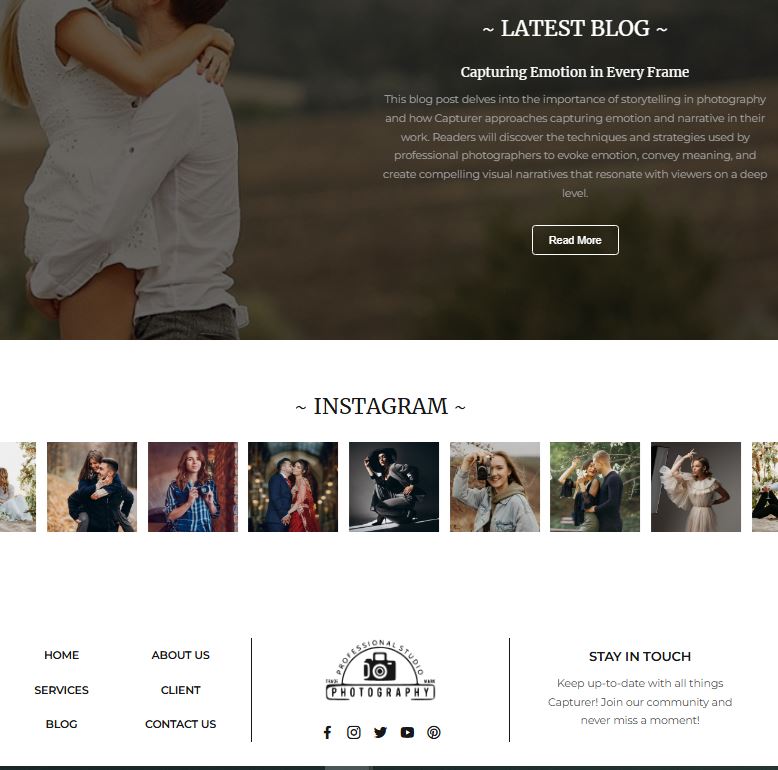 ~ LATEST BLOG ~
Capturing Emotion in Every Frame
This blog post delves into the importance of storytelling in photography
and how Capturer approaches capturing emotion and narrative in their
work. Readers will discover the techniques and strategies used by
professional photographers to evoke emotion, convey meaning, and
create compelling visual narratives that resonate with viewers on a deep
level.
Read More
~ INSTAGRAM ~
HOME
ABOUT US
SERVICES
CLIENT
BLOG
CONTACT US
PROFESSIONAL STUDIO
TRADE MARK
PHOTOGRAPHY
STAY IN TOUCH
Keep up-to-date with all things
Capturer! Join our community and
never miss a moment!